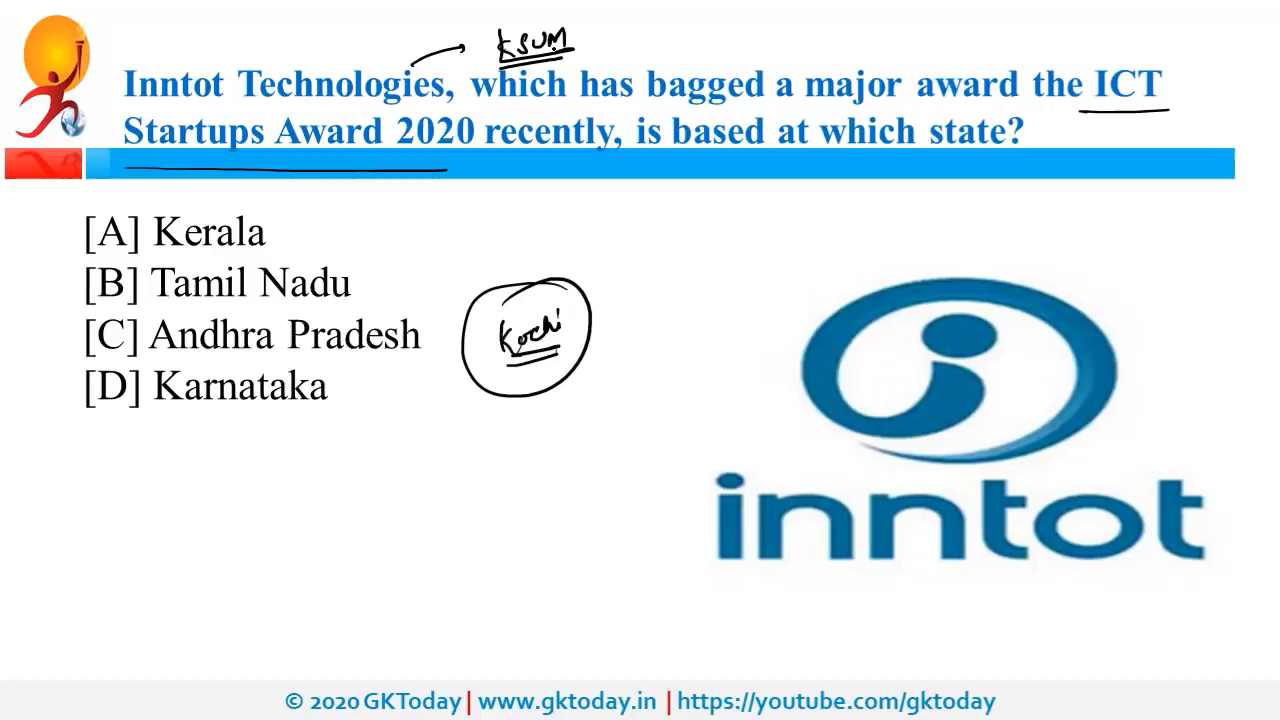 KSUM
Inntot Technologies, which has bagged a major award the ICT
Startups Award 2020 recently, is based at which state?
[A] Kerala
[B] Tamil Nadu
[C] Andhra Pradesh
[D] Karnataka
Kochi
inntot
© 2020 GKToday | www.gktoday.in | https://youtube.com/gktoday